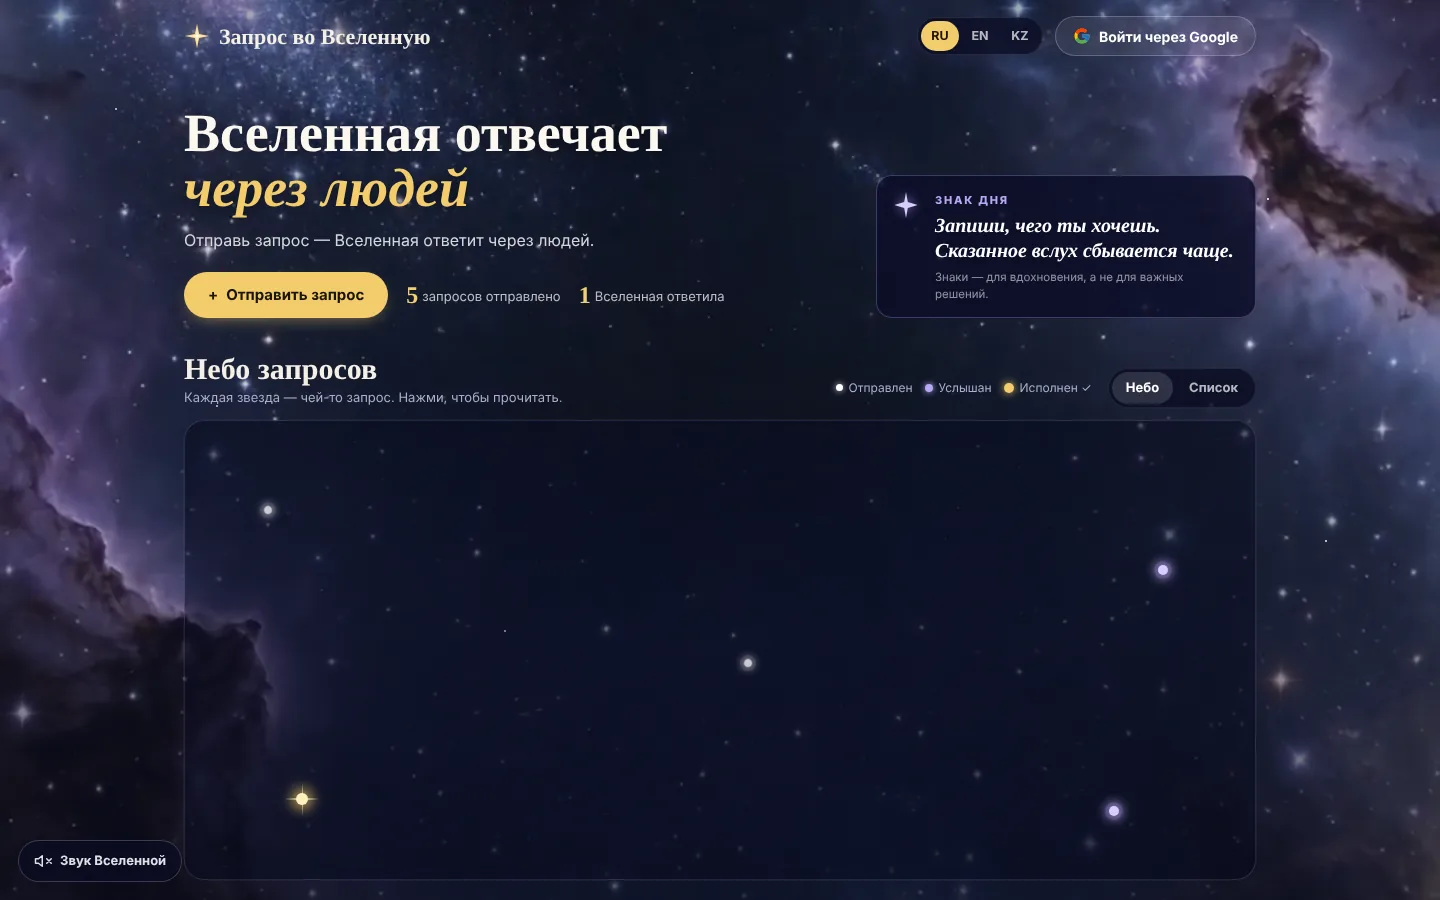 Запрос во Вселенную
RU EN KZ
Войти через Google
Вселенная отвечает
через людей
Отправь запрос — Вселенная ответит через людей.
+ Отправить запрос
5 запросов отправлено 1 Вселенная ответила
ЗНАК ДНЯ
Запиши, чего ты хочешь.
Сказанное вслух сбывается чаще.
Знаки — для вдохновения, а не для важных
решений.
Небо запросов
Каждая звезда — чей-то запрос. Нажми, чтобы прочитать.
Отправлен Услышан Исполнен ✓
Небо Список
Звук Вселенной